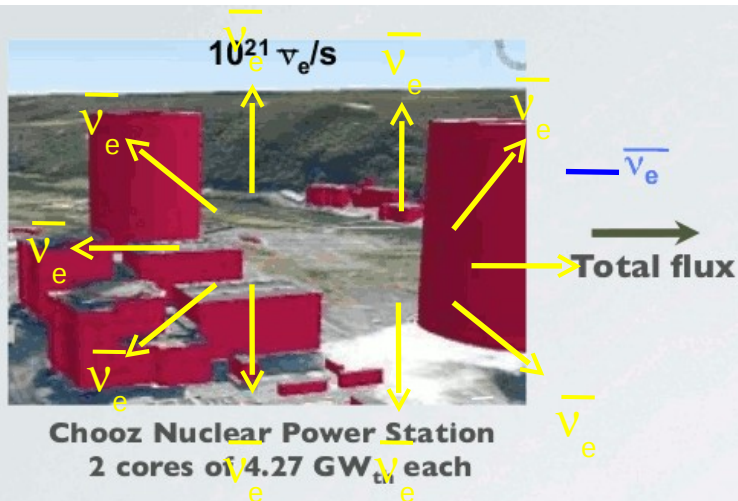 ν̅e ν̅e
10²¹ ν̅e/s
ν̅e ν̅e
ν̅e
ν̅e
Total flux
ν̅e
ν̅e
Chooz Nuclear Power Station
2 cores of 4.27 GWth each
ν̅e ν̅e